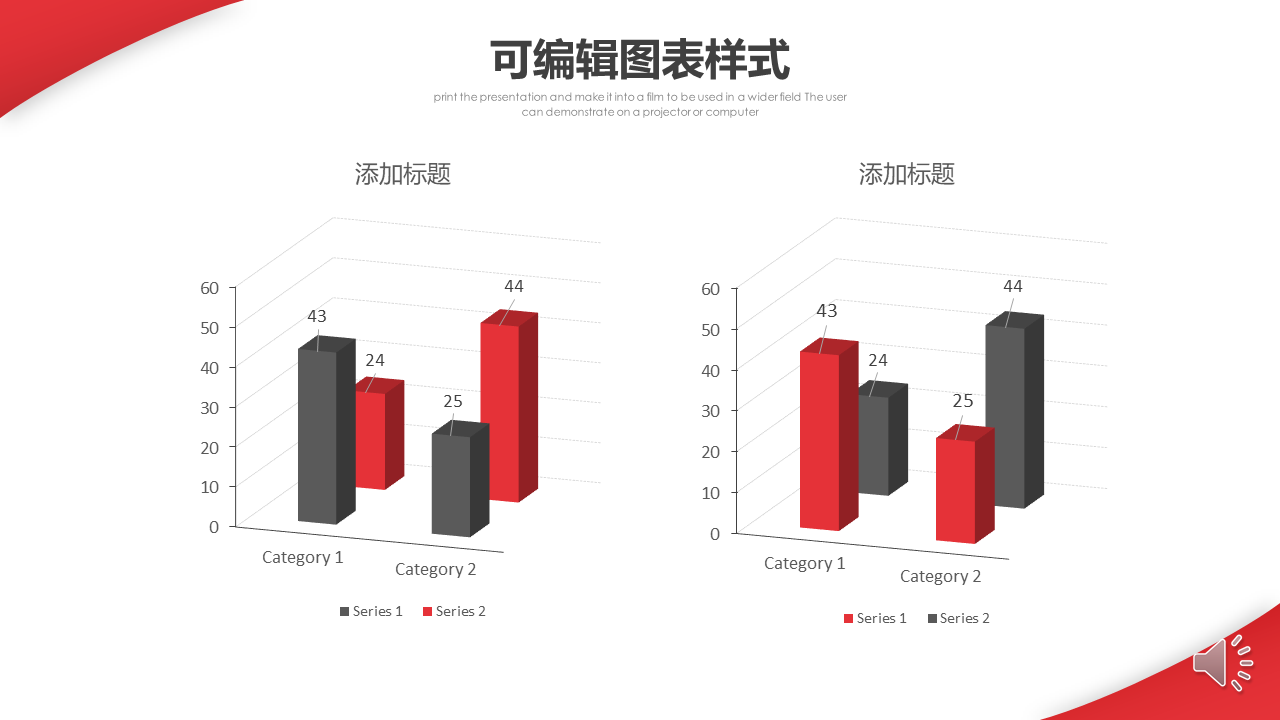 可编辑图表样式
print the presentation and make it into a film to be used in a wider field The user
can demonstrate on a projector or computer
添加标题
60
50
40
30
20
10
0
43
24
25
44
Category 1
Category 2
Series 1
Series 2
添加标题
60
50
40
30
20
10
0
43
24
25
44
Category 1
Category 2
Series 1
Series 2